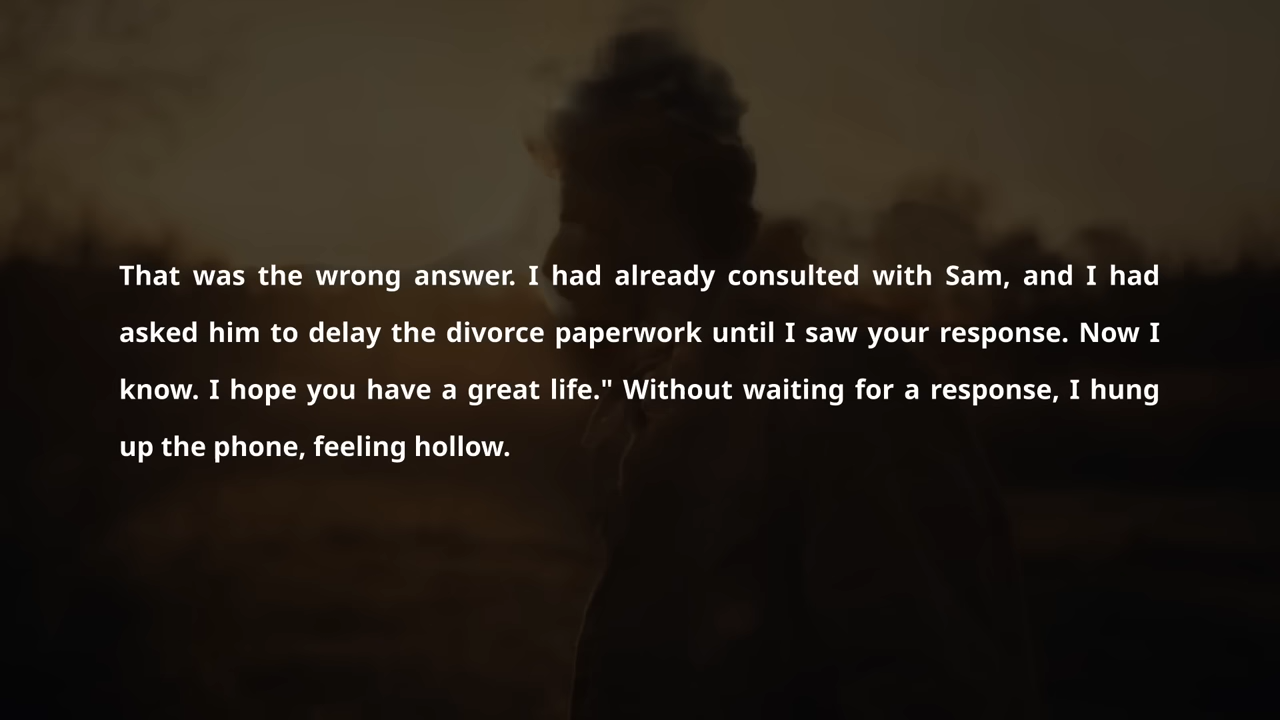 That was the wrong answer. I had already consulted with Sam, and I had
asked him to delay the divorce paperwork until I saw your response. Now I
know. I hope you have a great life." Without waiting for a response, I hung
up the phone, feeling hollow.